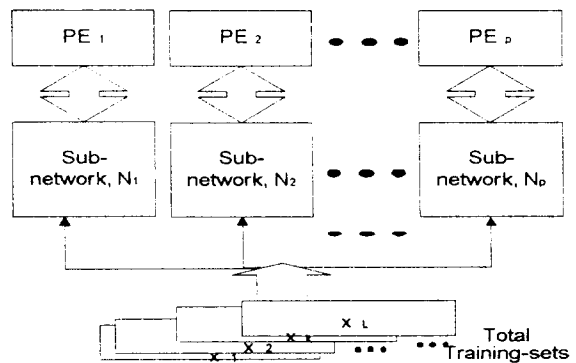 PE 1 PE 2 PE p
Sub- Sub- Sub-
network, N1 network, N2 network, Np
X L
X k
X 2
X 1
Total
Training-sets